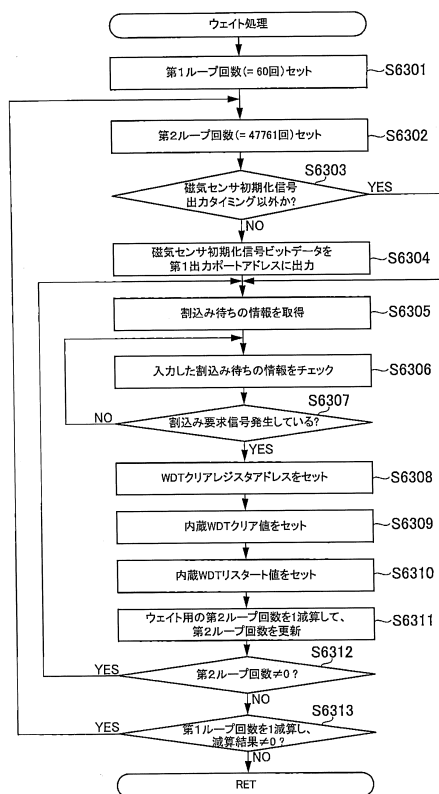 ウェイト処理
第1ループ回数(= 60回)セット
S6301
第2ループ回数(= 47761回)セット
S6302
S6303
磁気センサ初期化信号
出力タイミング以外か?
YES
NO
磁気センサ初期化信号ビットデータを
第1出力ポートアドレスに出力
S6304
割込み待ちの情報を取得
S6305
入力した割込み待ちの情報をチェック
S6306
S6307
NO
割込み要求信号発生している?
YES
WDTクリアレジスタアドレスをセット
S6308
内蔵WDTクリア値をセット
S6309
内蔵WDTリスタート値をセット
S6310
ウェイト用の第2ループ回数を1減算して、
第2ループ回数を更新
S6311
S6312
YES
第2ループ回数≠0?
NO
S6313
YES
第1ループ回数を1減算し、
減算結果≠0?
NO
RET